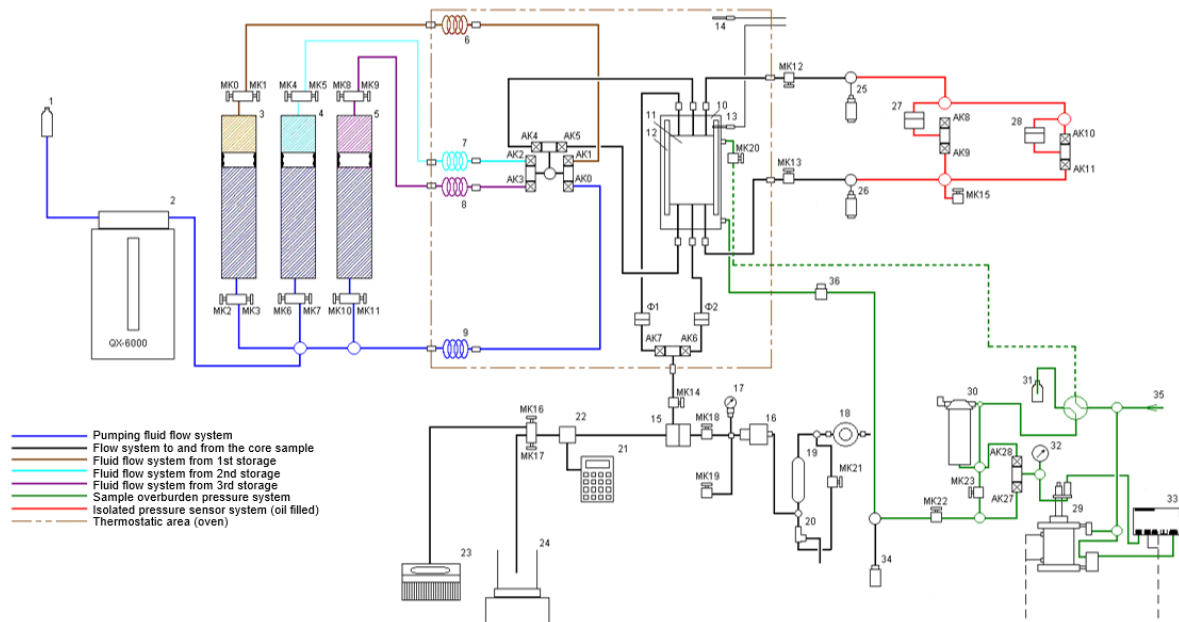 14
6
MK0 MK1
MK4 MK5
MK8 MK9
MK12
1
3
4
5
11
10
13
12
25
27
AK8
28
AK10
AK4 AK5
7
AK2
AK1
MK20
AK9
AK11
AK3
AK0
8
MK13
26
MK15
2
36
MK2 MK3
MK6 MK7
MK10 MK11
Ф1
Ф2
QX-6000
9
AK7 AK6
MK14
17
31
30
35
MK16
22
15
MK18
16
18
MK17
21
19
MK21
AK28
32
MK19
MK23
AK27
MK22
29
33
20
23
24
34
Pumping fluid flow system
Flow system to and from the core sample
Fluid flow system from 1st storage
Fluid flow system from 2nd storage
Fluid flow system from 3rd storage
Sample overburden pressure system
Isolated pressure sensor system (oil filled)
Thermostatic area (oven)